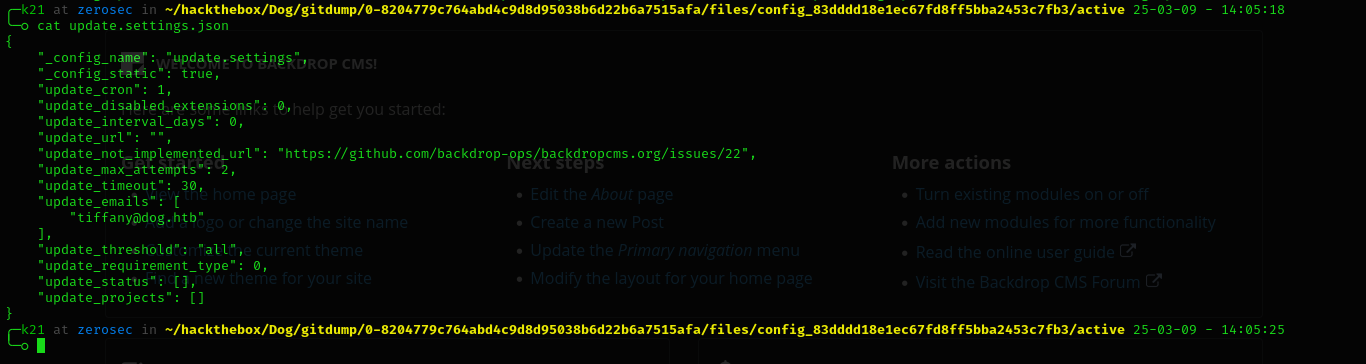 k21 at zerosec in ~/hackthebox/Dog/gitdump/0-8204779c764abd4c9d8d95038b6d22b6a7515afa/files/config_83dddd18e1ec67fd8ff5bba2453c7fb3/active 25-03-09 - 14:05:18
cat update.settings.json
{
"_config_name": "update.settings",
WELCOME TO BACKDROP CMS!
"_config_static": true,
"update_cron": 1,
"update_disabled_extensions": 0,
Here are some links to help get you started:
"update_interval_days": 0,
"update_url": "",
"update_not_implemented_url": "https://github.com/backdrop-ops/backdropcms.org/issues/22",
Get started
Next steps
More actions
"update_max_attempts": 2,
"update_timeout": 30,
View the home page
Edit the About page
Turn existing modules on or off
"update_emails": [
"tiffany@dog.htb"
Add a logo or change the site name
Create a new Post
Add new modules for more functionality
],
"update_threshold": "all",
the current theme
Update the Primary navigation menu
Read the online user guide
"update_requirement_type": 0,
"update_status": [],
new theme for your site
Modify the layout for your home page
Visit the Backdrop CMS Forum
"update_projects": []
}
k21 at zerosec in ~/hackthebox/Dog/gitdump/0-8204779c764abd4c9d8d95038b6d22b6a7515afa/files/config_83dddd18e1ec67fd8ff5bba2453c7fb3/active 25-03-09 - 14:05:25